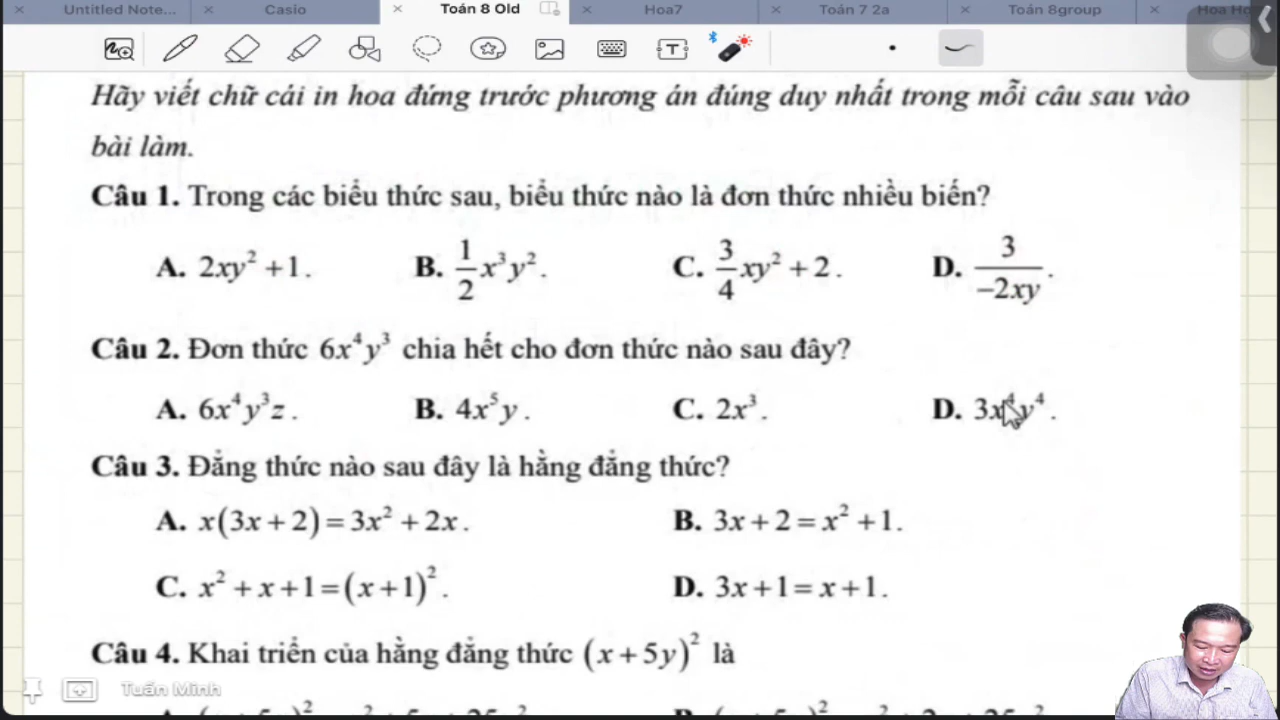 Untitled Note... Casio Toán 8 Old Hoa7 Toán 7 2a Toán 8group
Hãy viết chữ cái in hoa đứng trước phương án đúng duy nhất trong mỗi câu sau vào
bài làm.
Câu 1. Trong các biểu thức sau, biểu thức nào là đơn thức nhiều biến?
A. 2xy² + 1. B. 1/2 x³y². C. 3/4 xy² + 2. D. 3/(−2xy).
Câu 2. Đơn thức 6x⁴y³ chia hết cho đơn thức nào sau đây?
A. 6x⁴y³z. B. 4x⁵y. C. 2x³. D. 3x⁴y⁴.
Câu 3. Đẳng thức nào sau đây là hằng đẳng thức?
A. x(3x + 2) = 3x² + 2x. B. 3x + 2 = x² + 1.
C. x² + x + 1 = (x + 1)². D. 3x + 1 = x + 1.
Câu 4. Khai triển của hằng đẳng thức (x + 5y)² là
Tuấn Minh